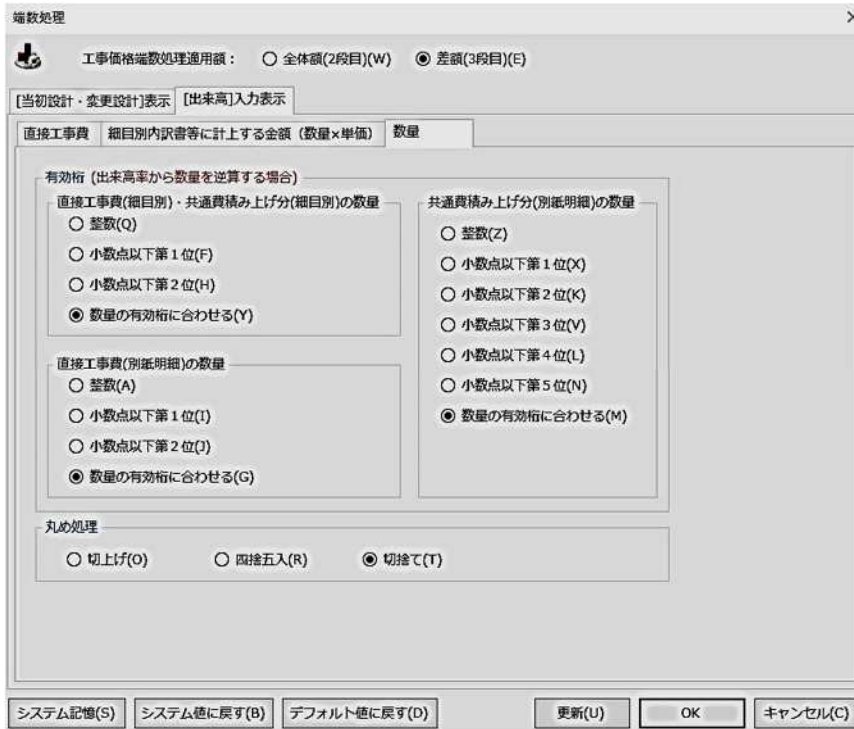 端数処理
工事価格端数処理適用額： 全体額(2段目)(W) 差額(3段目)(E)
[当初設計・変更設計]表示 [出来高]入力表示
直接工事費 細目別内訳書等に計上する金額（数量×単価） 数量
有効桁 (出来高率から数量を逆算する場合)
直接工事費(細目別)・共通費積み上げ分(細目別)の数量
整数(Q)
小数点以下第１位(F)
小数点以下第２位(H)
数量の有効桁に合わせる(Y)
直接工事費(別紙明細)の数量
整数(A)
小数点以下第１位(I)
小数点以下第２位(J)
数量の有効桁に合わせる(G)
共通費積み上げ分(別紙明細)の数量
整数(Z)
小数点以下第１位(X)
小数点以下第２位(K)
小数点以下第３位(V)
小数点以下第４位(L)
小数点以下第５位(N)
数量の有効桁に合わせる(M)
丸め処理
切上げ(O) 四捨五入(R) 切捨て(T)
システム記憶(S) システム値に戻す(B) デフォルト値に戻す(D) 更新(U) OK キャンセル(C)